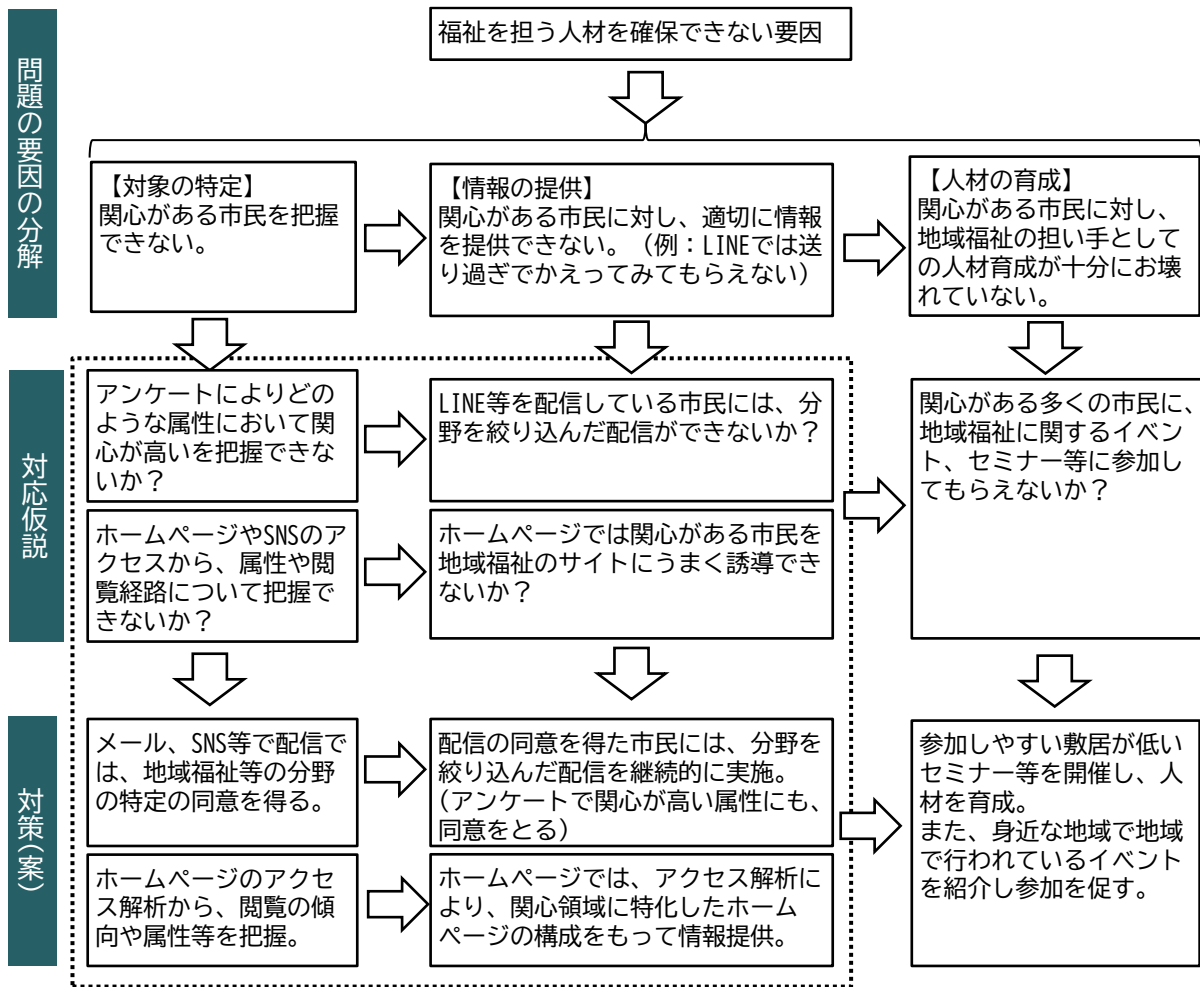 福祉を担う人材を確保できない要因
問題の要因の分解
【対象の特定】
関心がある市民を把握
できない。
【情報の提供】
関心がある市民に対し、適切に情報
を提供できない。（例：LINEでは送
り過ぎでかえってみてもらえない）
【人材の育成】
関心がある市民に対し、
地域福祉の担い手として
の人材育成が十分にお壊
れていない。
対応仮説
アンケートによりどの
ような属性において関
心が高いを把握できな
いか？
LINE等を配信している市民には、分
野を絞り込んだ配信ができないか？
関心がある多くの市民に、
地域福祉に関するイベン
ト、セミナー等に参加し
てもらえないか？
ホームページやSNSのア
クセスから、属性や閲
覧経路について把握で
きないか？
ホームページでは関心がある市民を
地域福祉のサイトにうまく誘導でき
ないか？
対策（案）
メール、SNS等で配信で
は、地域福祉等の分野
の特定の同意を得る。
配信の同意を得た市民には、分野を
絞り込んだ配信を継続的に実施。
（アンケートで関心が高い属性にも、
同意をとる）
参加しやすい敷居が低い
セミナー等を開催し、人
材を育成。
また、身近な地域で地域
で行われているイベント
を紹介し参加を促す。
ホームページのアクセ
ス解析から、閲覧の傾
向や属性等を把握。
ホームページでは、アクセス解析に
より、関心領域に特化したホーム
ページの構成をもって情報提供。